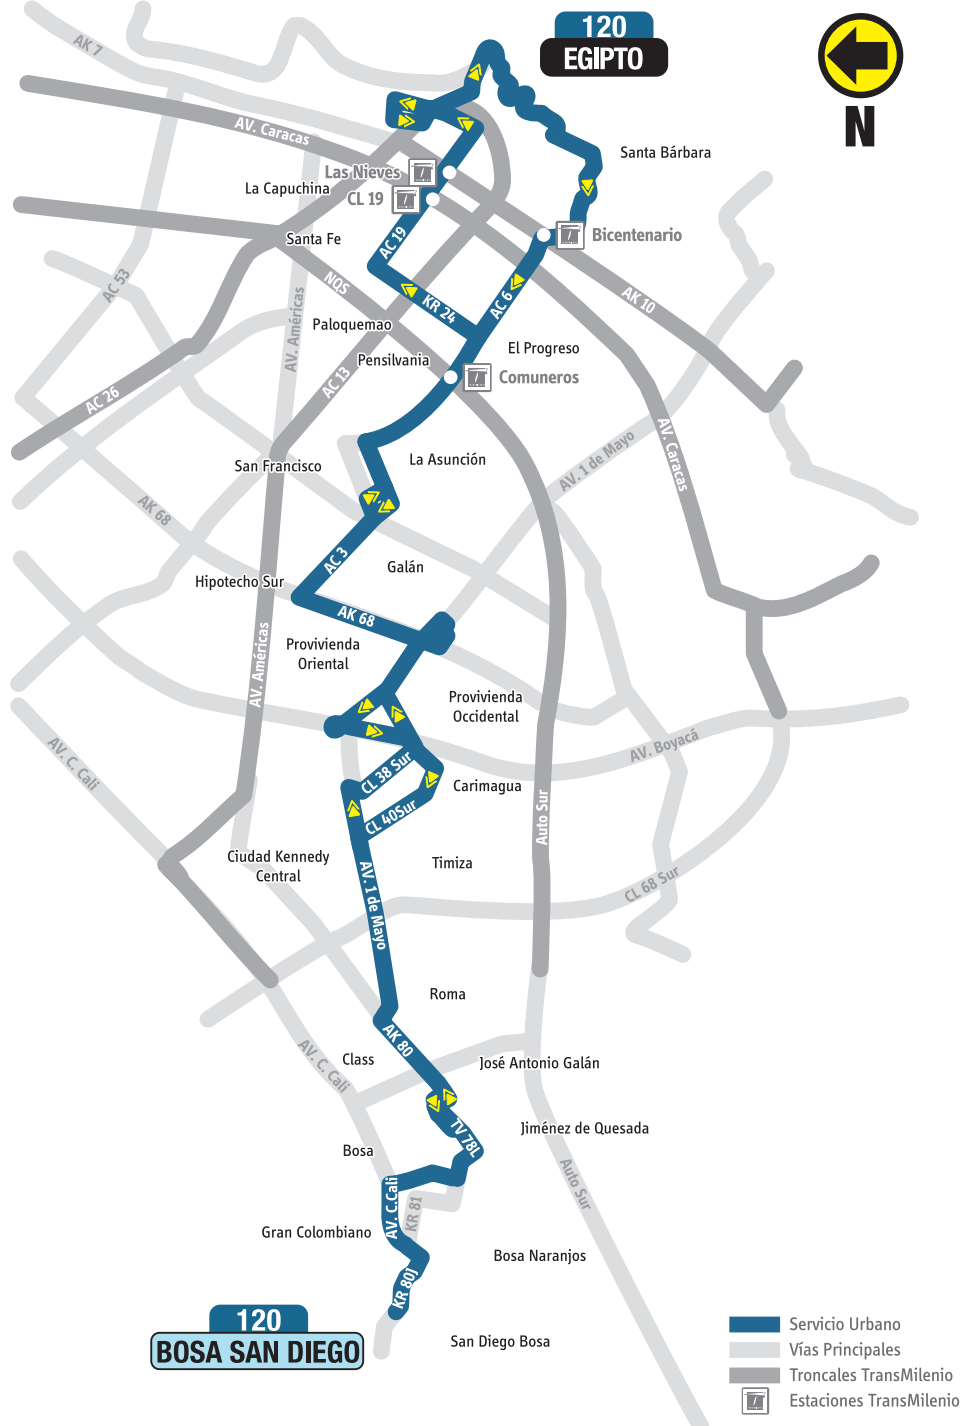 120
EGIPTO
N
AK 7
AV. Caracas
Santa Bárbara
Las Nieves
La Capuchina
CL 19
Santa Fe
AC 19
Bicentenario
AC 53
NQS
AV. Américas
KR 24
AC 6
AK 10
Paloquemao
Pensilvania
El Progreso
AC 13
Comuneros
AC 26
San Francisco
La Asunción
AV. 1 de Mayo
AV. Caracas
AK 68
AC 3
Galán
Hipotecho Sur
AK 68
AV. Américas
Provivienda
Oriental
Provivienda
Occidental
AV. C. Cali
AV. Boyacá
CL 38 Sur
Carimagua
CL 40Sur
Auto Sur
Ciudad Kennedy
Central
Timiza
CL 68 Sur
AV. 1 de Mayo
Roma
AK 80
AV. C. Cali
Class
José Antonio Galán
TV 78L
Jiménez de Quesada
Bosa
Auto Sur
AV. C.Cali
KR 81
Gran Colombiano
Bosa Naranjos
KR 80J
120
BOSA SAN DIEGO
San Diego Bosa
Servicio Urbano
Vías Principales
Troncales TransMilenio
Estaciones TransMilenio